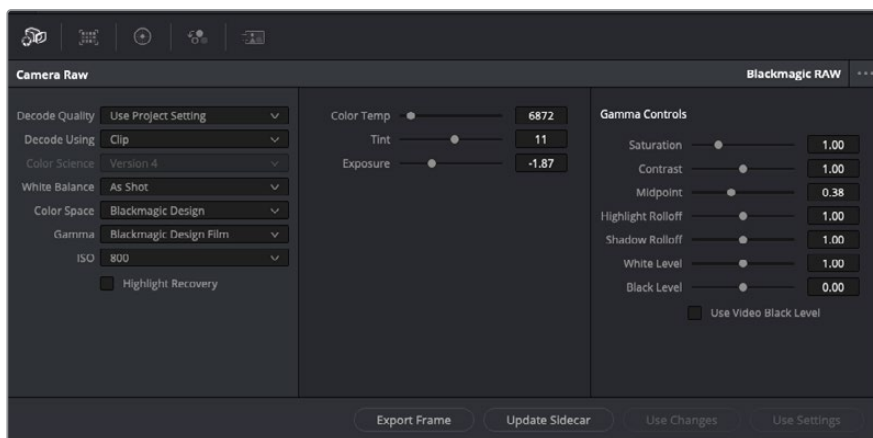 Camera Raw
Blackmagic RAW
Decode Quality Use Project Setting
Decode Using Clip
Color Science Version 4
White Balance As Shot
Color Space Blackmagic Design
Gamma Blackmagic Design Film
ISO 800
Highlight Recovery
Color Temp 6872
Tint 11
Exposure -1.87
Gamma Controls
Saturation 1.00
Contrast 1.00
Midpoint 0.38
Highlight Rolloff 1.00
Shadow Rolloff 1.00
White Level 1.00
Black Level 0.00
Use Video Black Level
Export Frame
Update Sidecar
Use Changes
Use Settings